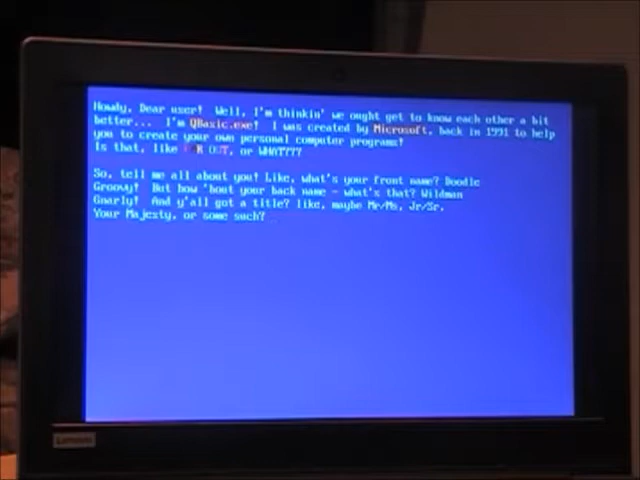 Howdy, Dear user!  Well, I'm thinkin' we ought get to know each other a bit
better...  I'm QBasic.exe!  I was created by Microsoft, back in 1991 to help
you to create your own personal computer programs!
Is that, like FAR OUT, or WHAT???
So, tell me all about you! Like, what's your front name? Doodle
Groovy!  But how 'bout your back name - what's that? Wildman
Gnarly!  And y'all got a title? like, maybe Mr/Ms, Jr/Sr,
Your Majesty, or some such?
Lenovo